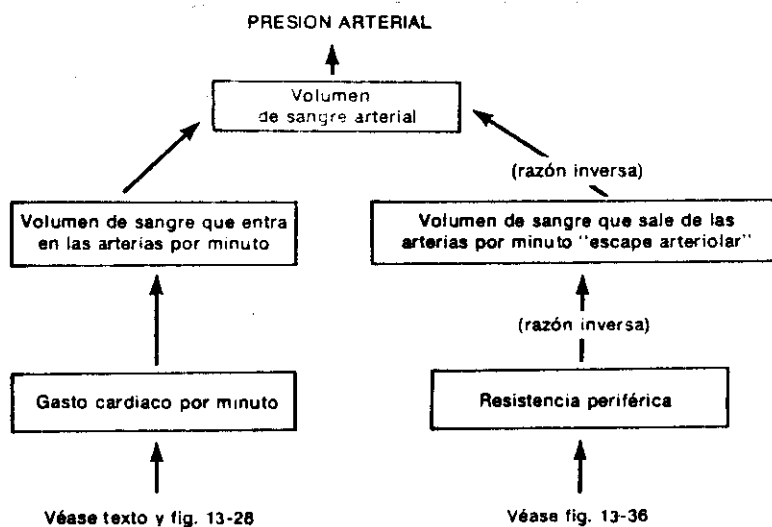 PRESION ARTERIAL
Volumen
de sangre arterial
(razón inversa)
Volumen de sangre que entra
en las arterias por minuto
Volumen de sangre que sale de las
arterias por minuto "escape arteriolar"
(razón inversa)
Gasto cardiaco por minuto
Resistencia periférica
Véase texto y fig. 13-28
Véase fig. 13-36